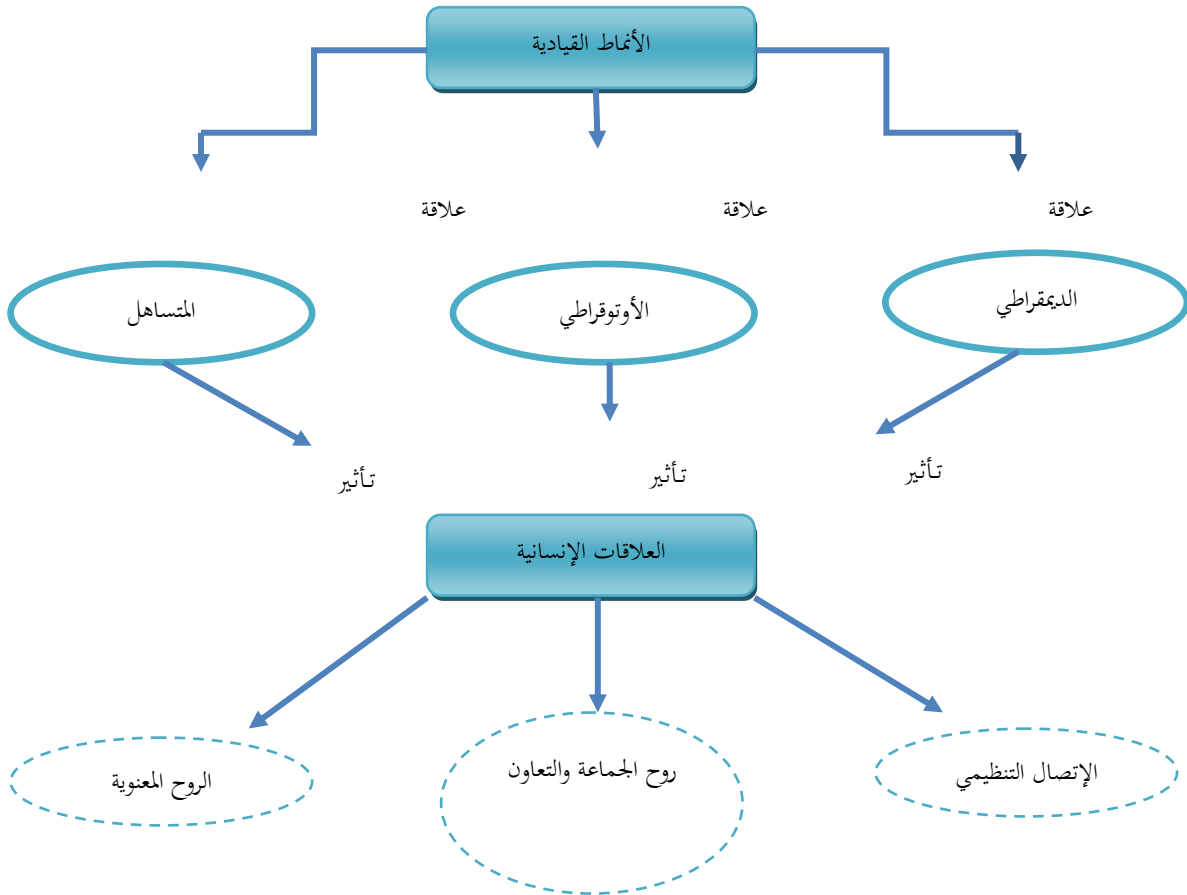 الأنماط القيادية
علاقة
علاقة
علاقة
الديمقراطي
الأوتوقراطي
المتساهل
تأثير
تأثير
تأثير
العلاقات الإنسانية
الإتصال التنظيمي
روح الجماعة والتعاون
الروح المعنوية